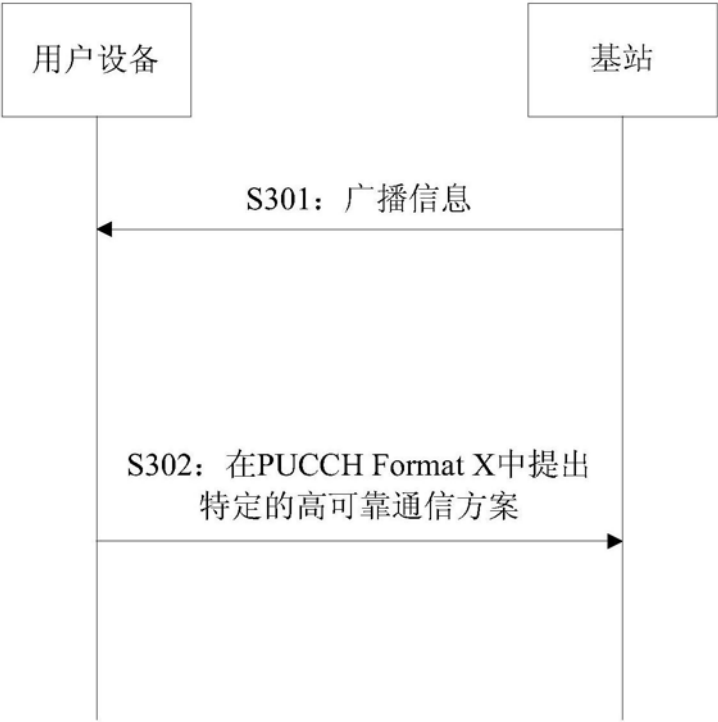 用户设备
基站
S301：广播信息
S302：在PUCCH Format X中提出
特定的高可靠通信方案